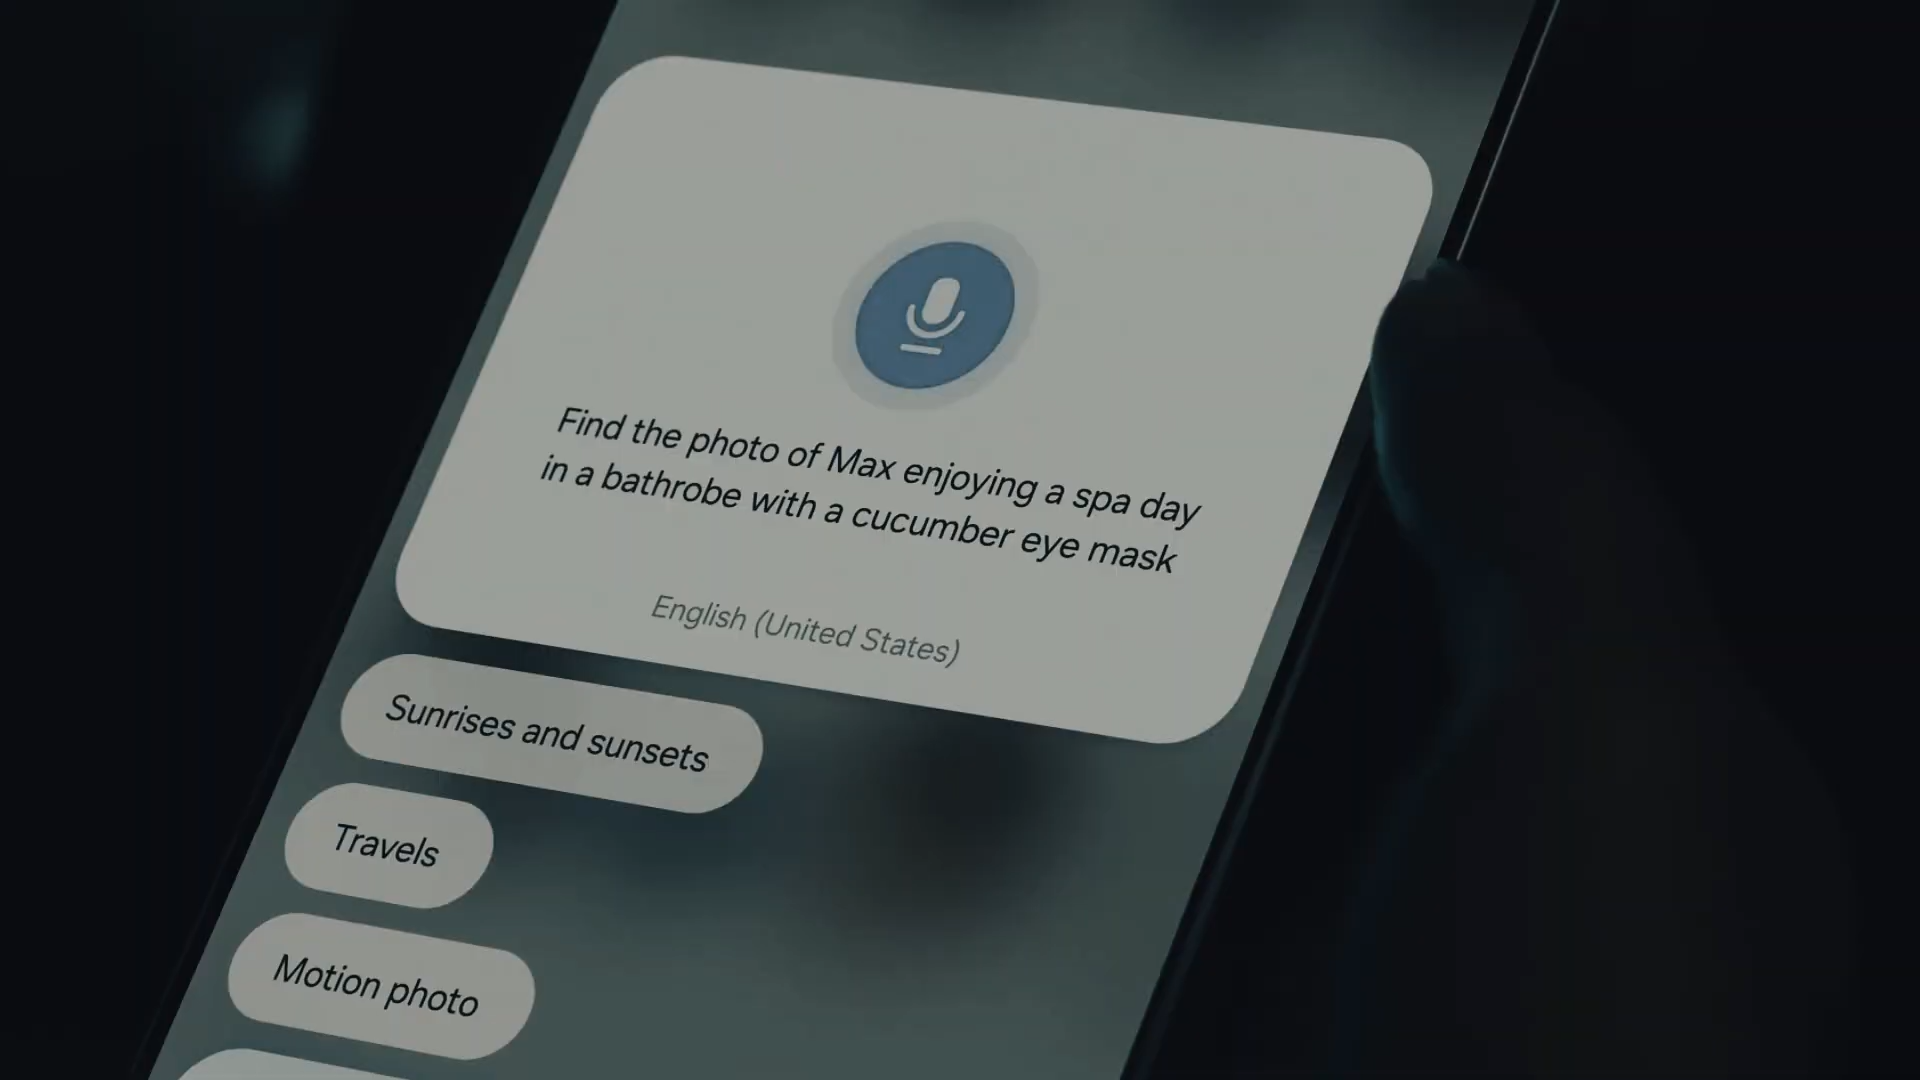 Find the photo of Max enjoying a spa day
in a bathrobe with a cucumber eye mask
English (United States)
Sunrises and sunsets
Travels
Motion photo